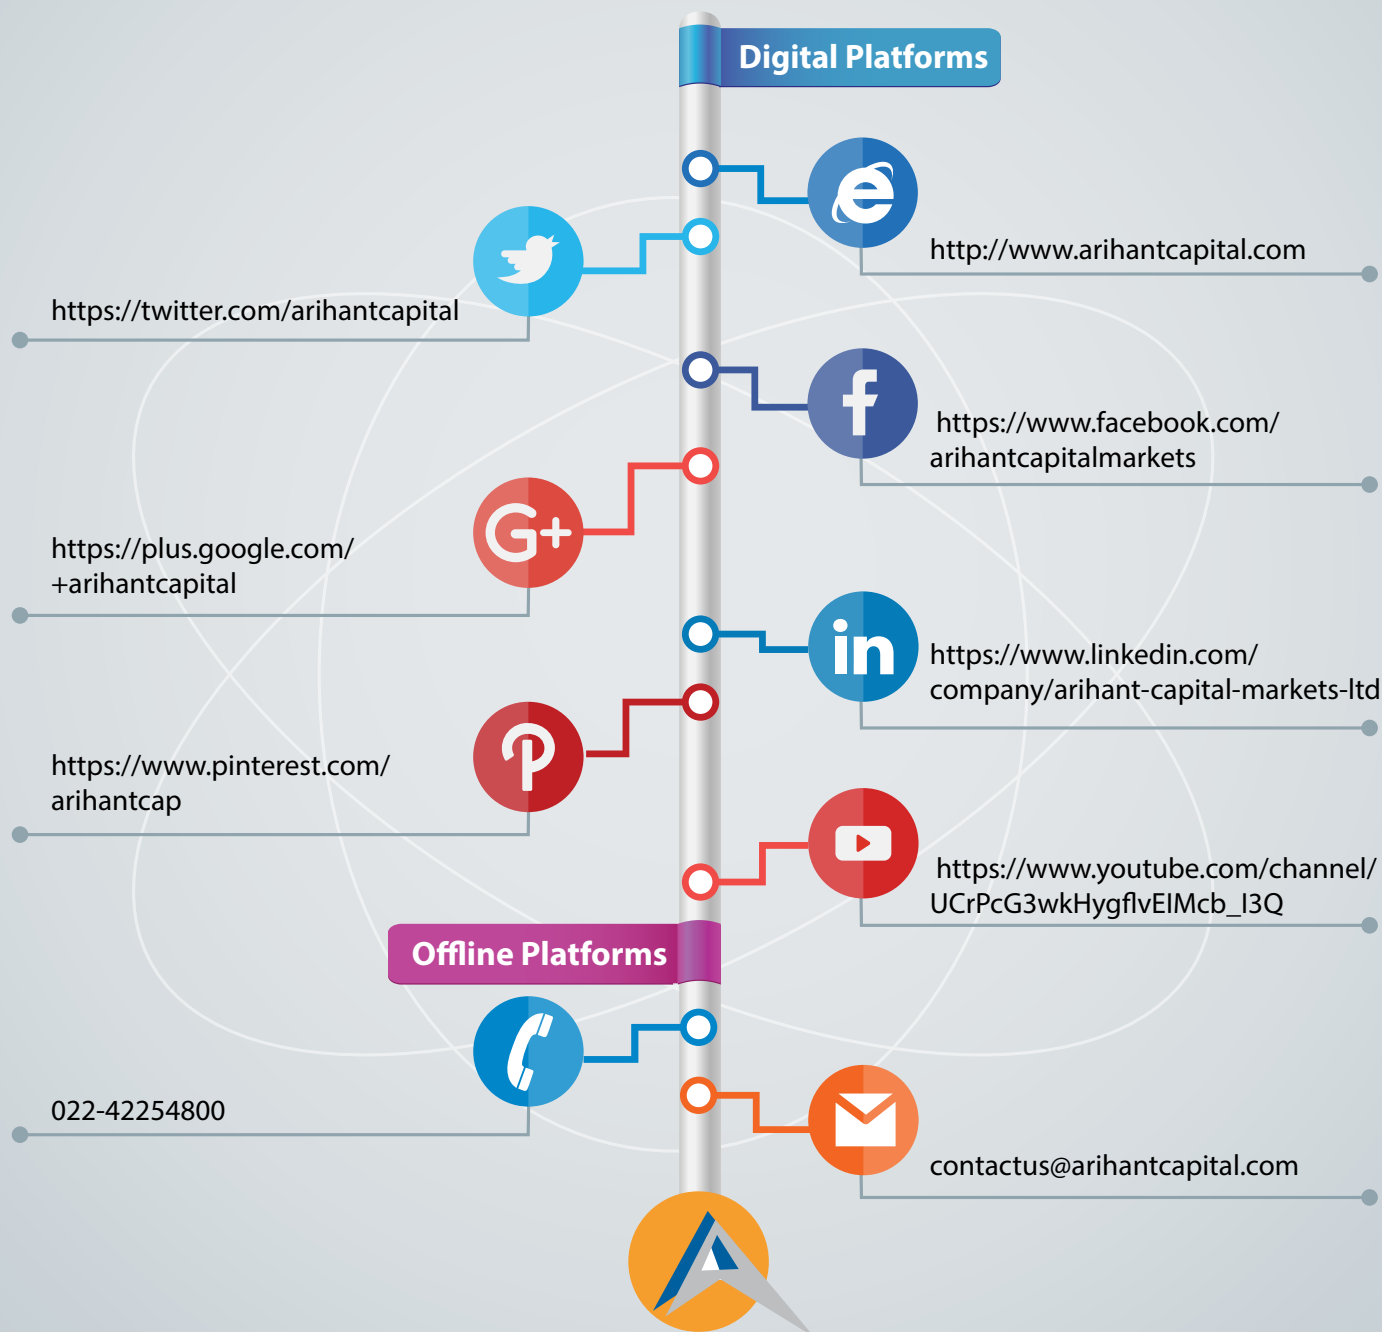 Digital Platforms
http://www.arihantcapital.com
https://twitter.com/arihantcapital
https://www.facebook.com/
arihantcapitalmarkets
https://plus.google.com/
+arihantcapital
https://www.linkedin.com/
company/arihant-capital-markets-ltd
https://www.pinterest.com/
arihantcap
https://www.youtube.com/channel/
UCrPcG3wkHygflvEIMcb_I3Q
Offline Platforms
022-42254800
contactus@arihantcapital.com